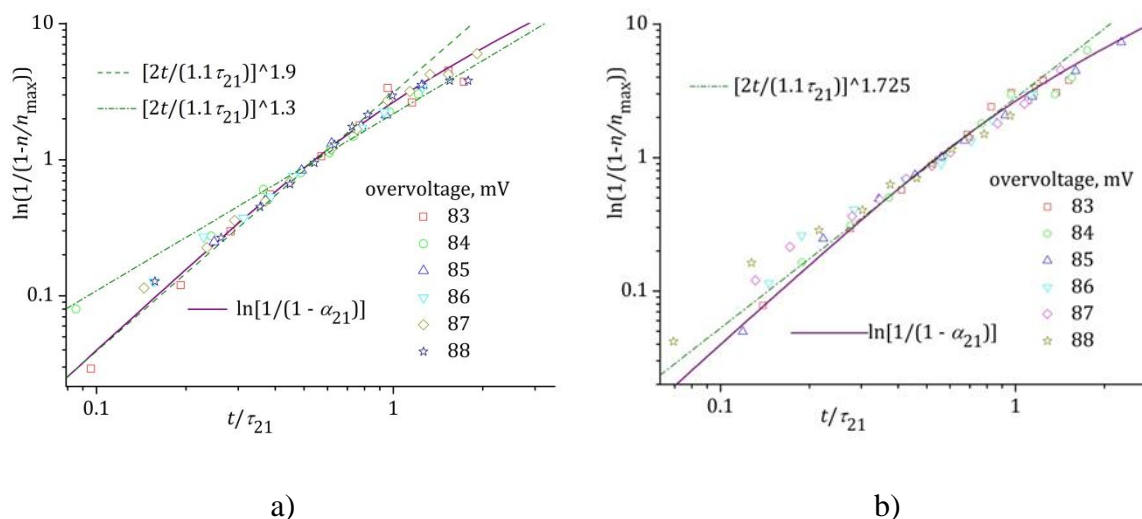 10
[2t/(1.1τ21)]^1.9
[2t/(1.1τ21)]^1.3
ln(1/(1-n/nmax))
1
overvoltage, mV
83
84
85
86
87
88
0.1
ln[1/(1 - α21)]
0.1
1
t/τ21
a)
10
[2t/(1.1τ21)]^1.725
ln(1/(1-n/nmax))
1
overvoltage, mV
83
84
85
86
87
88
0.1
ln[1/(1 - α21)]
0.1
1
t/τ21
b)